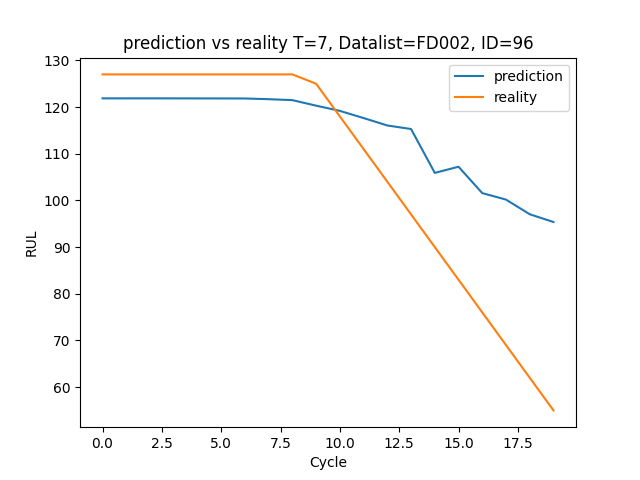 prediction vs reality T=7, Datalist=FD002, ID=96
130
120
110
100
90
80
70
60
RUL
prediction
reality
0.0 2.5 5.0 7.5 10.0 12.5 15.0 17.5
Cycle